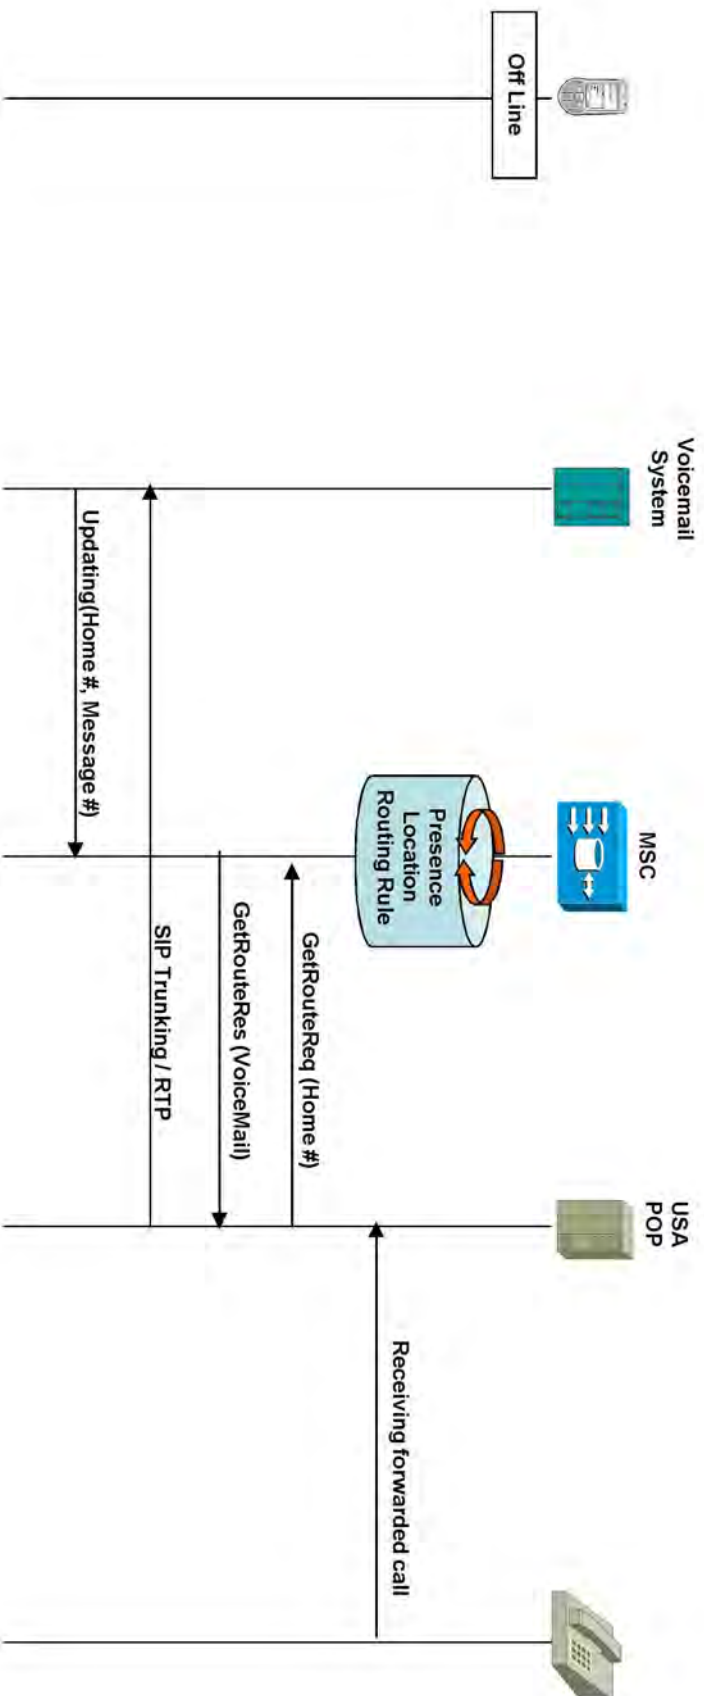 Voicemail
System
MSC
USA
POP
Off Line
Presence
Location
Routing Rule
Receiving forwarded call
GetRouteReq (Home #)
GetRouteRes (VoiceMail)
SIP Trunking / RTP
Updating(Home #, Message #)